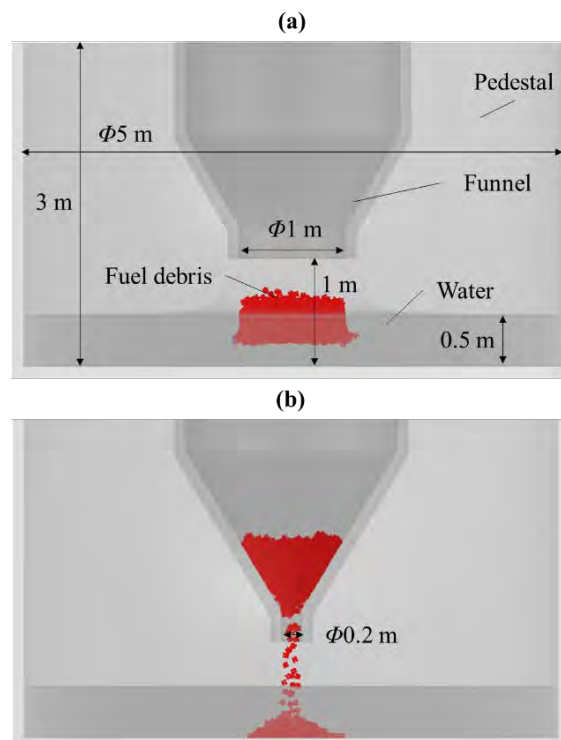 (a)
Pedestal
Φ5 m
Funnel
3 m
Φ1 m
Fuel debris
1 m
Water
0.5 m
(b)
Φ0.2 m